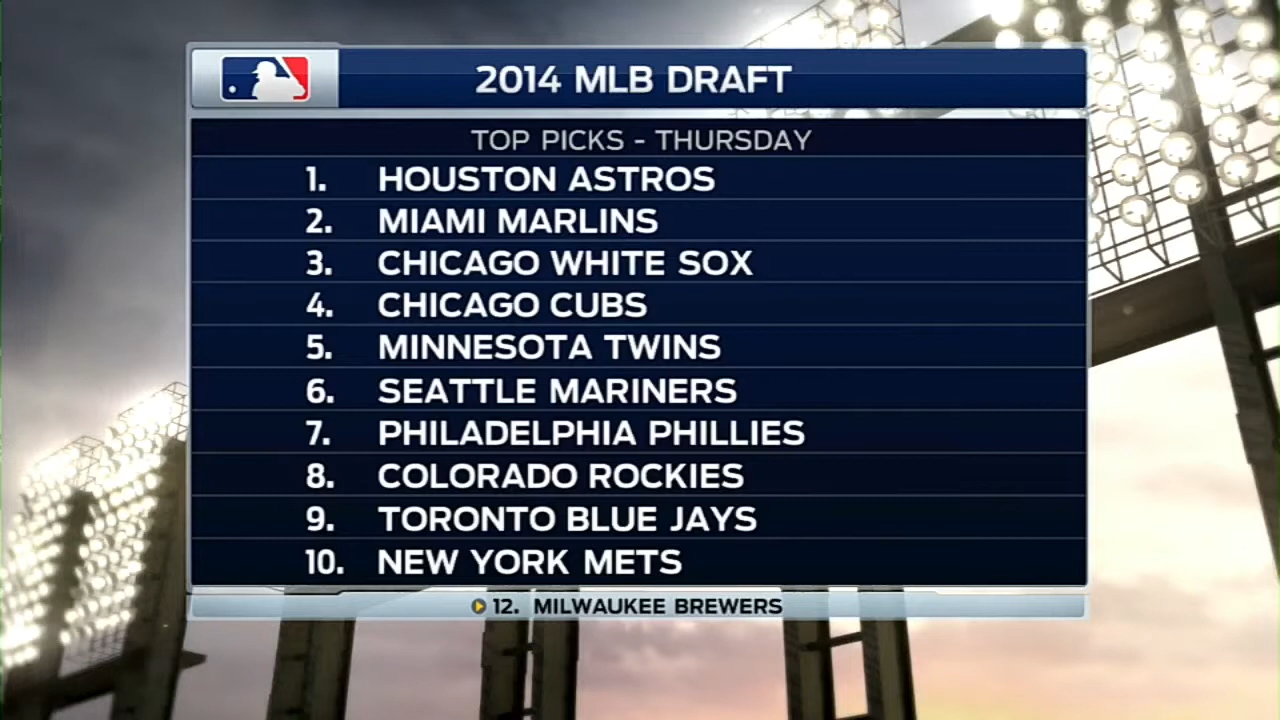 2014 MLB DRAFT
TOP PICKS - THURSDAY
1. HOUSTON ASTROS
2. MIAMI MARLINS
3. CHICAGO WHITE SOX
4. CHICAGO CUBS
5. MINNESOTA TWINS
6. SEATTLE MARINERS
7. PHILADELPHIA PHILLIES
8. COLORADO ROCKIES
9. TORONTO BLUE JAYS
10. NEW YORK METS
12. MILWAUKEE BREWERS